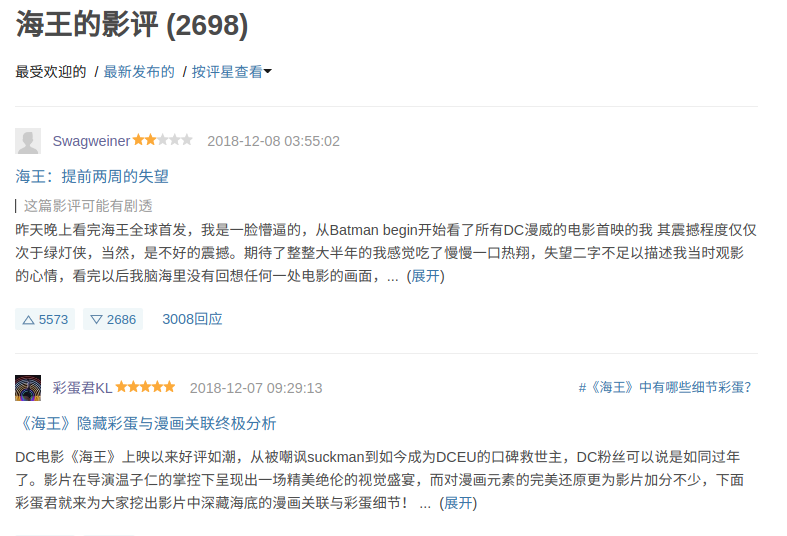 海王的影评 (2698)
最受欢迎的 / 最新发布的 / 按评星查看
Swagweiner 2018-12-08 03:55:02
海王：提前两周的失望
这篇影评可能有剧透
昨天晚上看完海王全球首发，我是一脸懵逼的，从Batman begin开始看了所有DC漫威的电影首映的我 其震撼程度仅仅
次于绿灯侠，当然，是不好的震撼。期待了整整大半年的我感觉吃了慢慢一口热翔，失望二字不足以描述我当时观影
的心情，看完以后我脑海里没有回想任何一处电影的画面，... (展开)
5573 2686 3008回应
彩蛋君KL 2018-12-07 09:29:13 #《海王》中有哪些细节彩蛋？
《海王》隐藏彩蛋与漫画关联终极分析
DC电影《海王》上映以来好评如潮，从被嘲讽suckman到如今成为DCEU的口碑救世主，DC粉丝可以说是如同过年
了。影片在导演温子仁的掌控下呈现出一场精美绝伦的视觉盛宴，而对漫画元素的完美还原更为影片加分不少，下面
彩蛋君就来为大家挖出影片中深藏海底的漫画关联与彩蛋细节！ ... (展开)